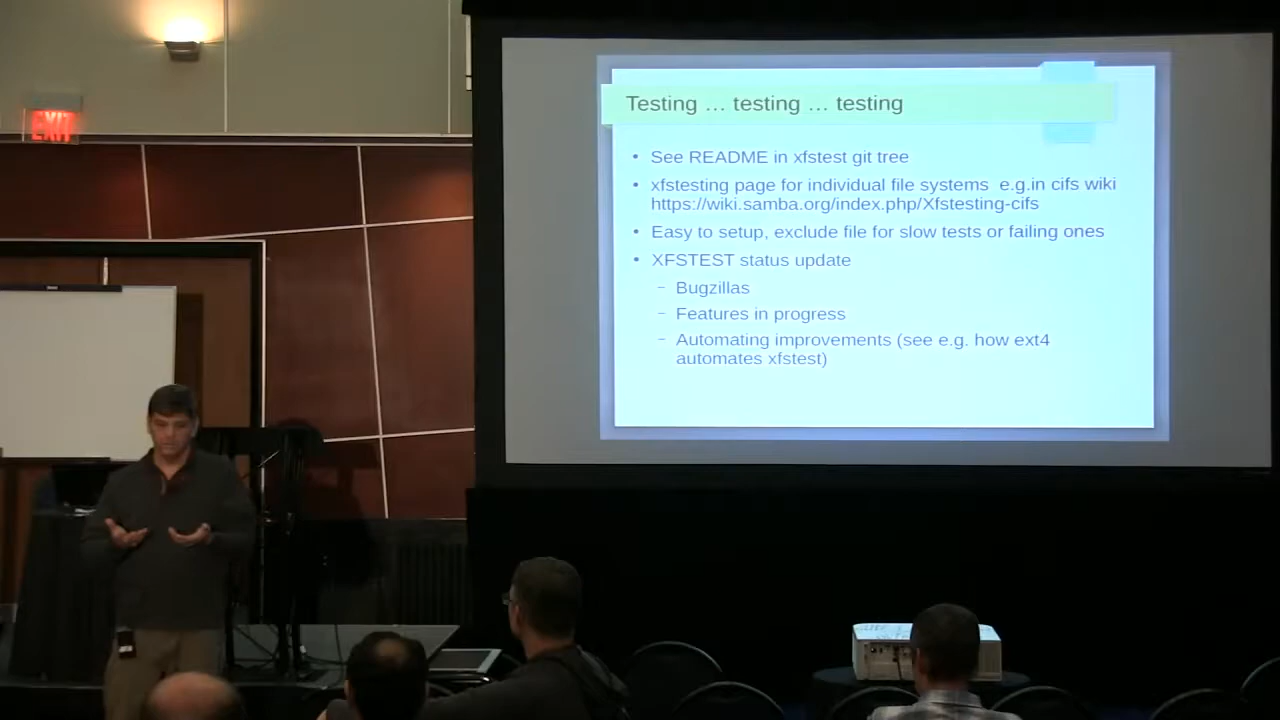 EXIT
Testing … testing … testing
• See README in xfstest git tree
• xfstesting page for individual file systems e.g.in cifs wiki
https://wiki.samba.org/index.php/Xfstesting-cifs
• Easy to setup, exclude file for slow tests or failing ones
• XFSTEST status update
– Bugzillas
– Features in progress
– Automating improvements (see e.g. how ext4
automates xfstest)